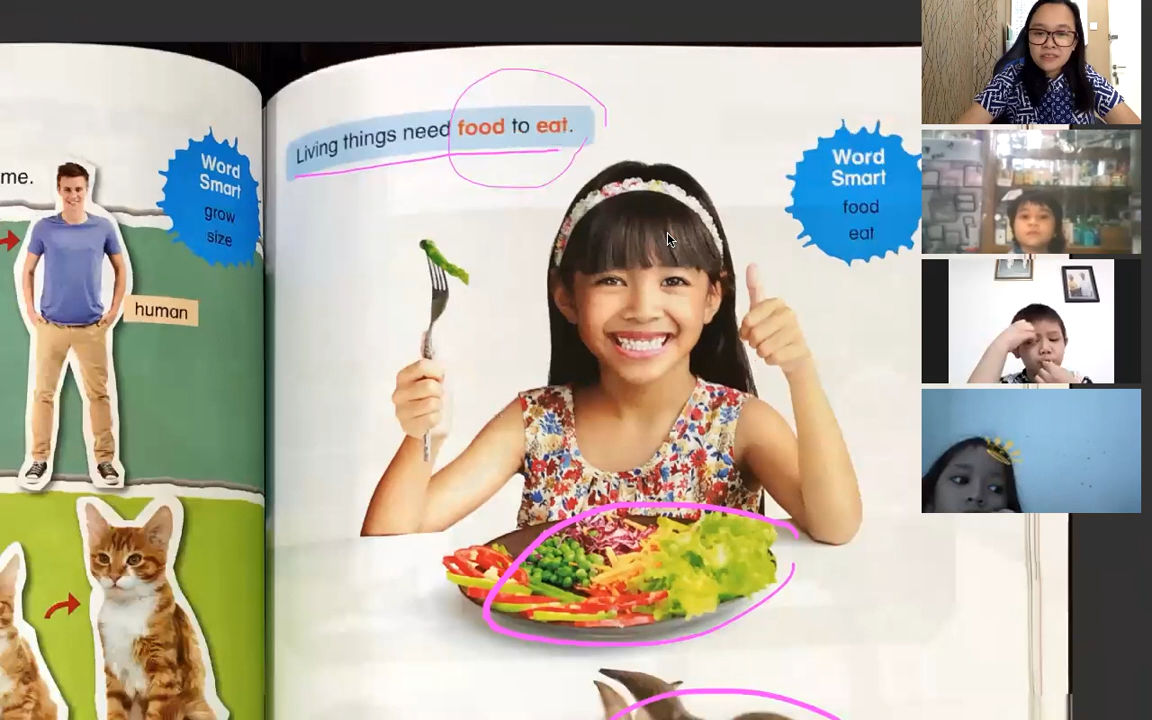 me.
Word
Smart
grow
size
human
Living things need food to eat.
Word
Smart
food
eat